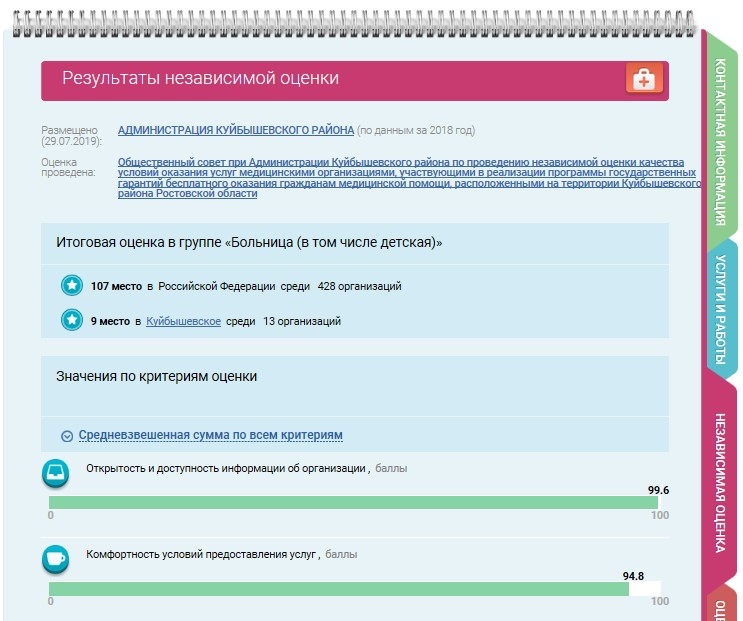 Результаты независимой оценки
Размещено (29.07.2019):
АДМИНИСТРАЦИЯ КУЙБЫШЕВСКОГО РАЙОНА (по данным за 2018 год)
Оценка проведена:
Общественный совет при Администрации Куйбышевского района по проведению независимой оценки качества
условий оказания услуг медицинскими организациями, участвующими в реализации программы государственных
гарантий бесплатного оказания гражданам медицинской помощи, расположенными на территории Куйбышевского
района Ростовской области
Итоговая оценка в группе «Больница (в том числе детская)»
107 место в Российской Федерации среди 428 организаций
9 место в Куйбышевское среди 13 организаций
Значения по критериям оценки
Средневзвешенная сумма по всем критериям
Открытость и доступность информации об организации , баллы
99.6
0 100
Комфортность условий предоставления услуг , баллы
94.8
0 100
КОНТАКТНАЯ ИНФОРМАЦИЯ
УСЛУГИ И РАБОТЫ
НЕЗАВИСИМАЯ ОЦЕНКА